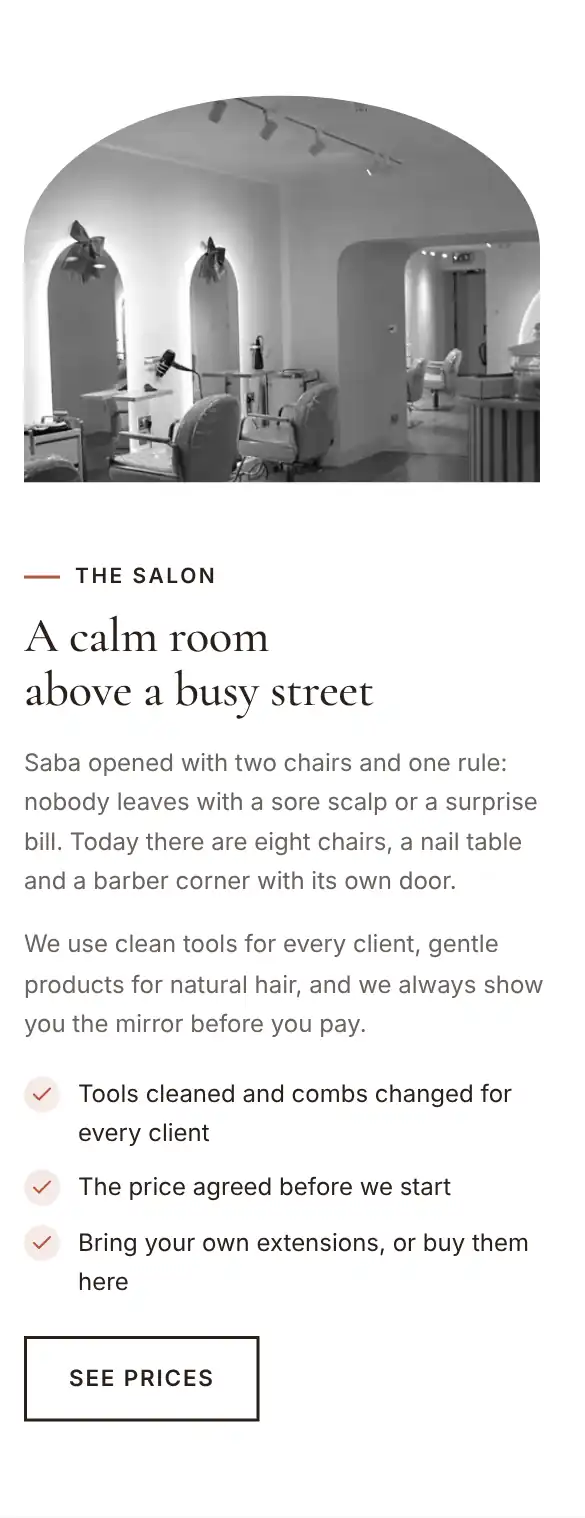 THE SALON
A calm room
above a busy street
Saba opened with two chairs and one rule:
nobody leaves with a sore scalp or a surprise
bill. Today there are eight chairs, a nail table
and a barber corner with its own door.
We use clean tools for every client, gentle
products for natural hair, and we always show
you the mirror before you pay.
Tools cleaned and combs changed for
every client
The price agreed before we start
Bring your own extensions, or buy them
here
SEE PRICES